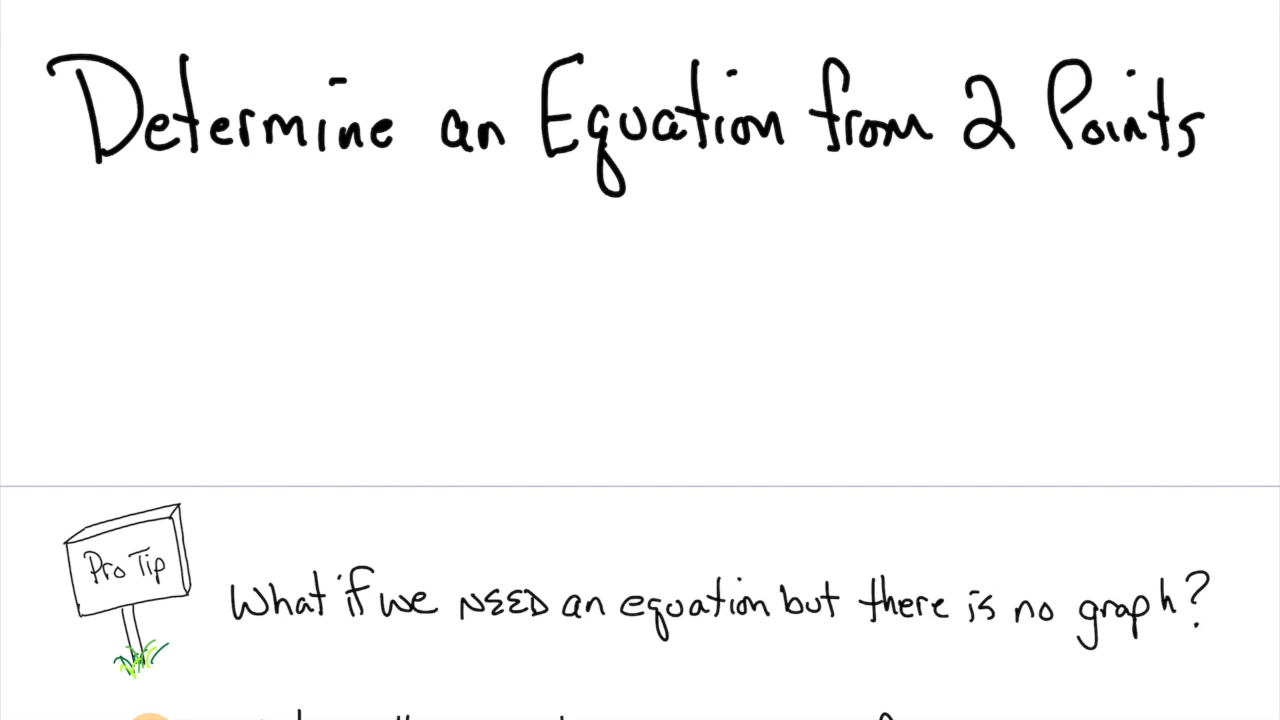 Determine an Equation from 2 Points
Pro Tip
What if we NEED an equation but there is no graph?